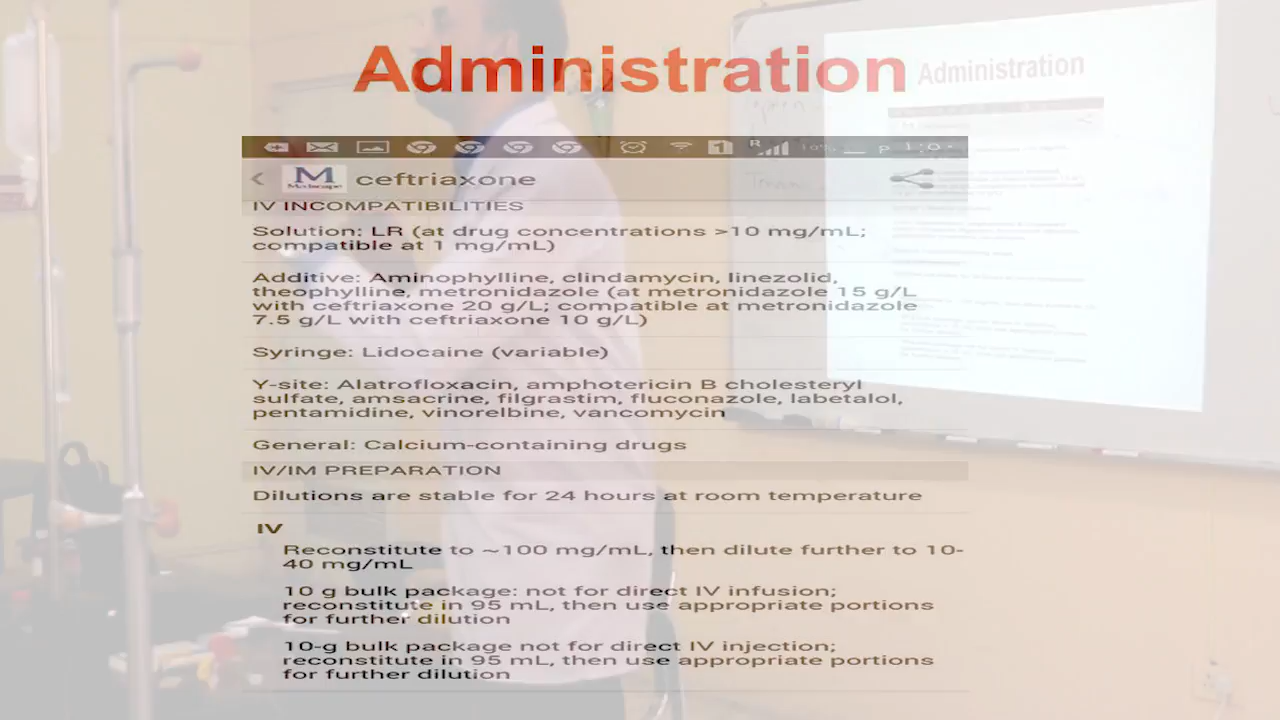 Administration
Administration
1
R
10%
P 1:0
M
Medscape
ceftriaxone
IV INCOMPATIBILITIES
Solution: LR (at drug concentrations >10 mg/mL;
compatible at 1 mg/mL)
Additive: Aminophylline, clindamycin, linezolid,
theophylline, metronidazole (at metronidazole 15 g/L
with ceftriaxone 20 g/L; compatible at metronidazole
7.5 g/L with ceftriaxone 10 g/L)
Syringe: Lidocaine (variable)
Y-site: Alatrofloxacin, amphotericin B cholesteryl
sulfate, amsacrine, filgrastim, fluconazole, labetalol,
pentamidine, vinorelbine, vancomycin
General: Calcium-containing drugs
IV/IM PREPARATION
Dilutions are stable for 24 hours at room temperature
IV
Reconstitute to ~100 mg/mL, then dilute further to 10-
40 mg/mL
10 g bulk package: not for direct IV infusion;
reconstitute in 95 mL, then use appropriate portions
for further dilution
10-g bulk package not for direct IV injection;
reconstitute in 95 mL, then use appropriate portions
for further dilution